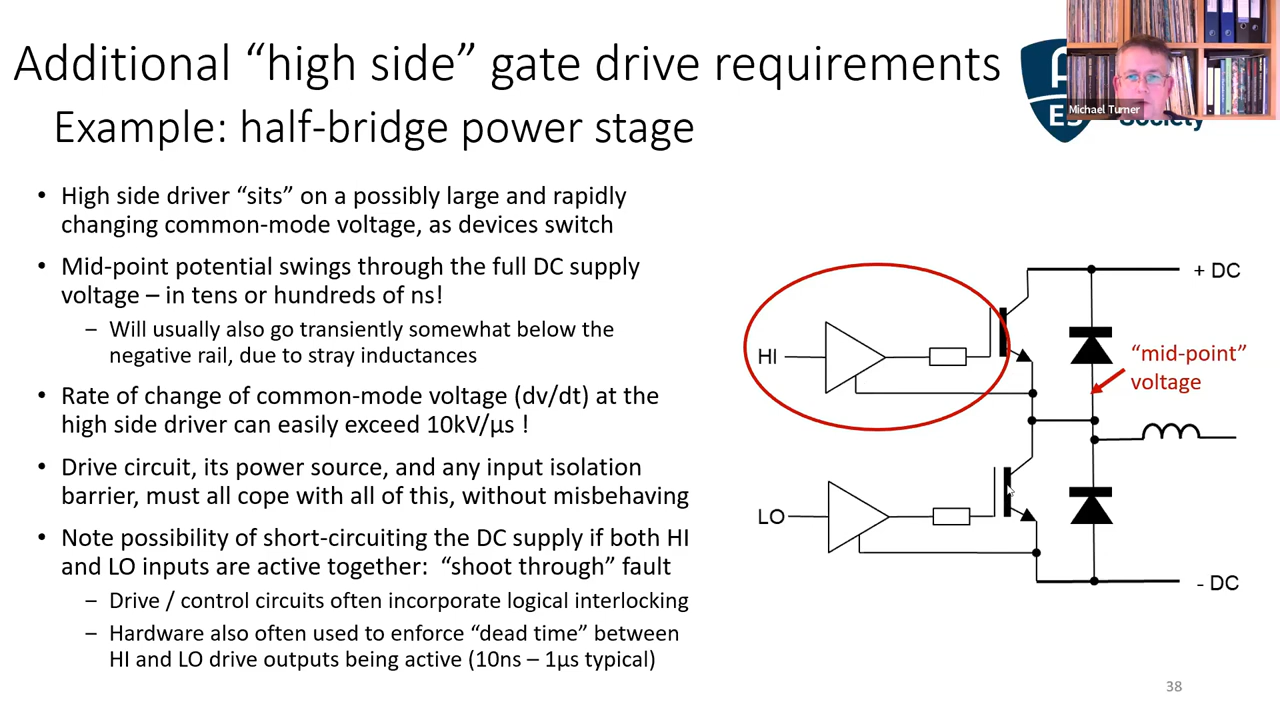 Additional “high side” gate drive requirements
Example: half-bridge power stage
Michael Turner
ES
Society
• High side driver “sits” on a possibly large and rapidly
changing common-mode voltage, as devices switch
• Mid-point potential swings through the full DC supply
voltage – in tens or hundreds of ns!
– Will usually also go transiently somewhat below the
negative rail, due to stray inductances
• Rate of change of common-mode voltage (dv/dt) at the
high side driver can easily exceed 10kV/μs !
• Drive circuit, its power source, and any input isolation
barrier, must all cope with all of this, without misbehaving
• Note possibility of short-circuiting the DC supply if both HI
and LO inputs are active together: “shoot through” fault
– Drive / control circuits often incorporate logical interlocking
– Hardware also often used to enforce “dead time” between
HI and LO drive outputs being active (10ns – 1μs typical)
+ DC
HI
“mid-point”
voltage
LO
- DC
38